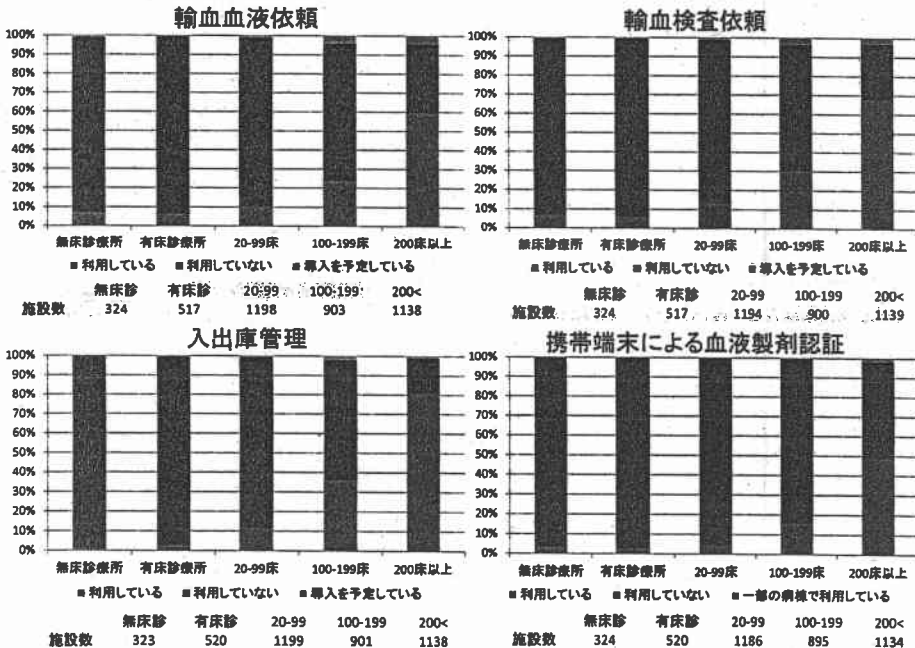 輸血血液依頼
100%
90%
80%
70%
60%
50%
40%
30%
20%
10%
0%
無床診療所 有床診療所 20-99床 100-199床 200床以上
■利用している ■利用していない ■導入を予定している
無床診 有床診 20-99 100-199 200<
施設数 324 517 1198 903 1138
輸血検査依頼
100%
90%
80%
70%
60%
50%
40%
30%
20%
10%
0%
無床診療所 有床診療所 20-99床 100-199床 200床以上
■利用している ■利用していない ■導入を予定している
無床診 有床診 20-99 100-199 200<
施設数 324 517 1194 900 1139
入出庫管理
100%
90%
80%
70%
60%
50%
40%
30%
20%
10%
0%
無床診療所 有床診療所 20-99床 100-199床 200床以上
■利用している ■利用していない ■導入を予定している
無床診 有床診 20-99 100-199 200<
施設数 323 520 1199 901 1138
携帯端末による血液製剤認証
100%
90%
80%
70%
60%
50%
40%
30%
20%
10%
0%
無床診療所 有床診療所 20-99床 100-199床 200床以上
■利用している ■利用していない ■一部の病棟で利用している
無床診 有床診 20-99 100-199 200<
施設数 324 520 1186 895 1134